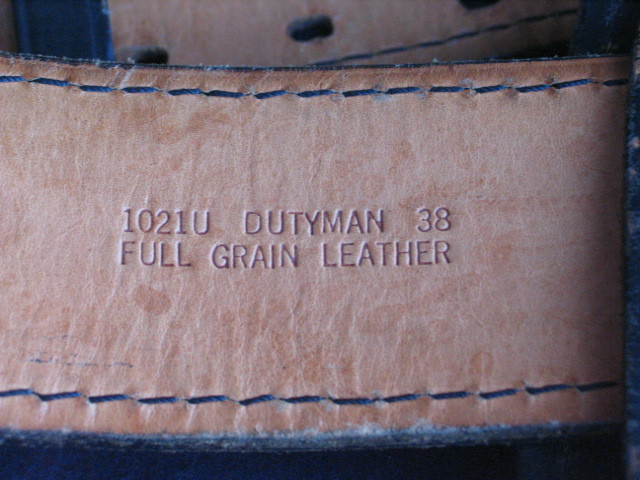 1021U DUTYMAN 38
FULL GRAIN LEATHER